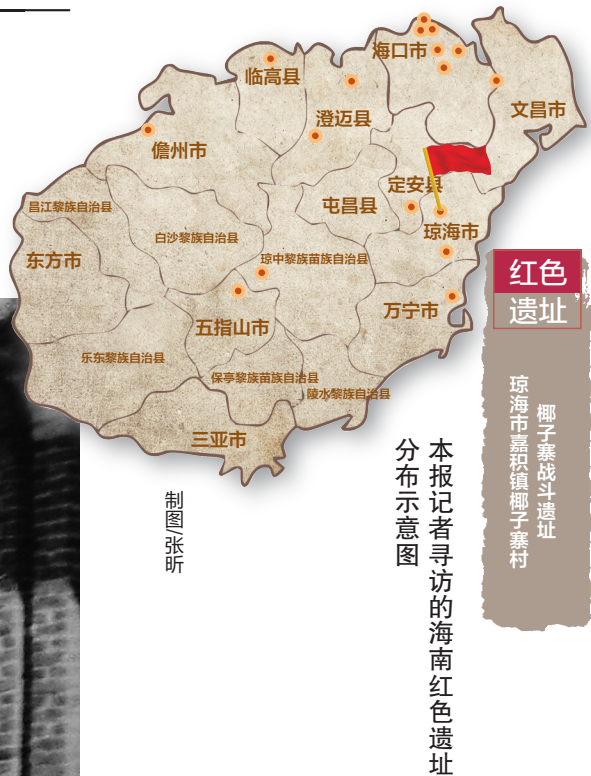 海口市
临高县
澄迈县
文昌市
儋州市
定安县
屯昌县
昌江黎族自治县
白沙黎族自治县
琼海市
东方市
琼中黎族苗族自治县
万宁市
五指山市
乐东黎族自治县
保亭黎族苗族自治县
陵水黎族自治县
三亚市
红色
遗址
椰子寨战斗遗址
琼海市嘉积镇椰子寨村
本报记者寻访的海南红色遗址
分布示意图
制图/张昕